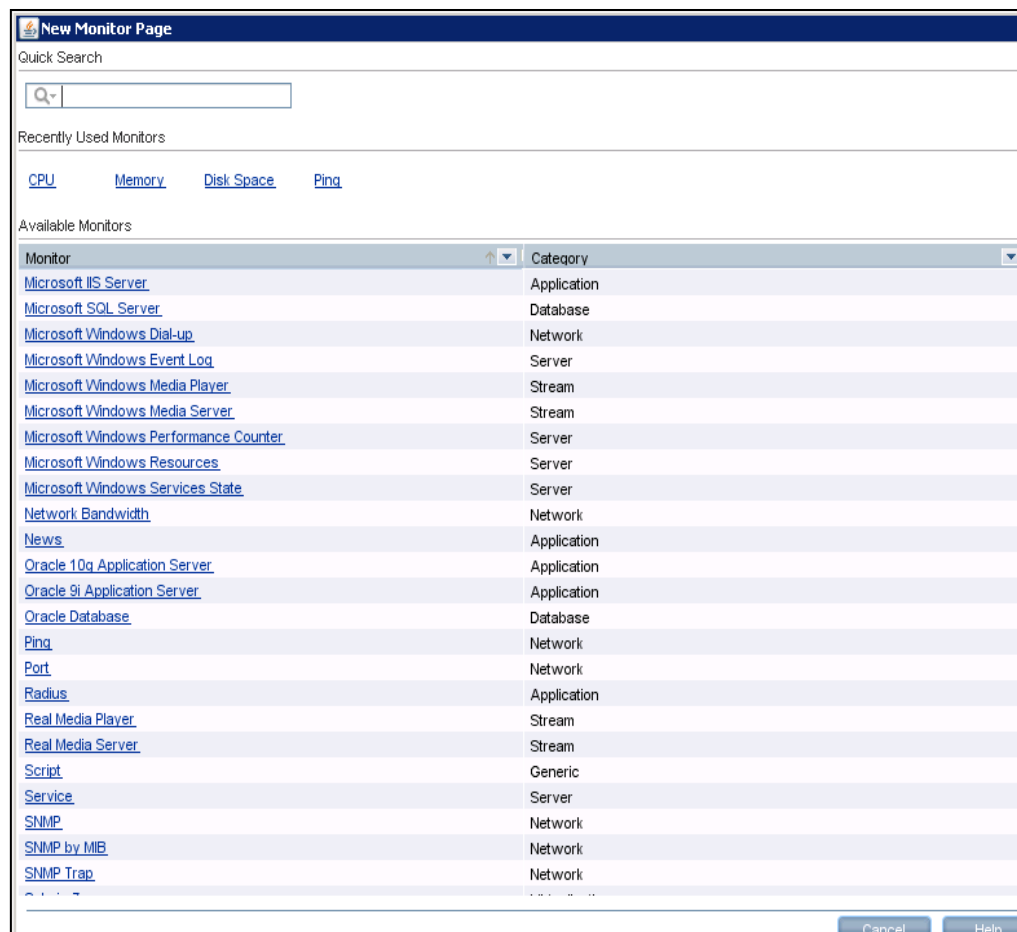 New Monitor Page
Quick Search
Recently Used Monitors
CPU Memory Disk Space Ping
Available Monitors
Monitor Category
Microsoft IIS Server Application
Microsoft SQL Server Database
Microsoft Windows Dial-up Network
Microsoft Windows Event Log Server
Microsoft Windows Media Player Stream
Microsoft Windows Media Server Stream
Microsoft Windows Performance Counter Server
Microsoft Windows Resources Server
Microsoft Windows Services State Server
Network Bandwidth Network
News Application
Oracle 10g Application Server Application
Oracle 9i Application Server Application
Oracle Database Database
Ping Network
Port Network
Radius Application
Real Media Player Stream
Real Media Server Stream
Script Generic
Service Server
SNMP Network
SNMP by MIB Network
SNMP Trap Network
Cancel Help